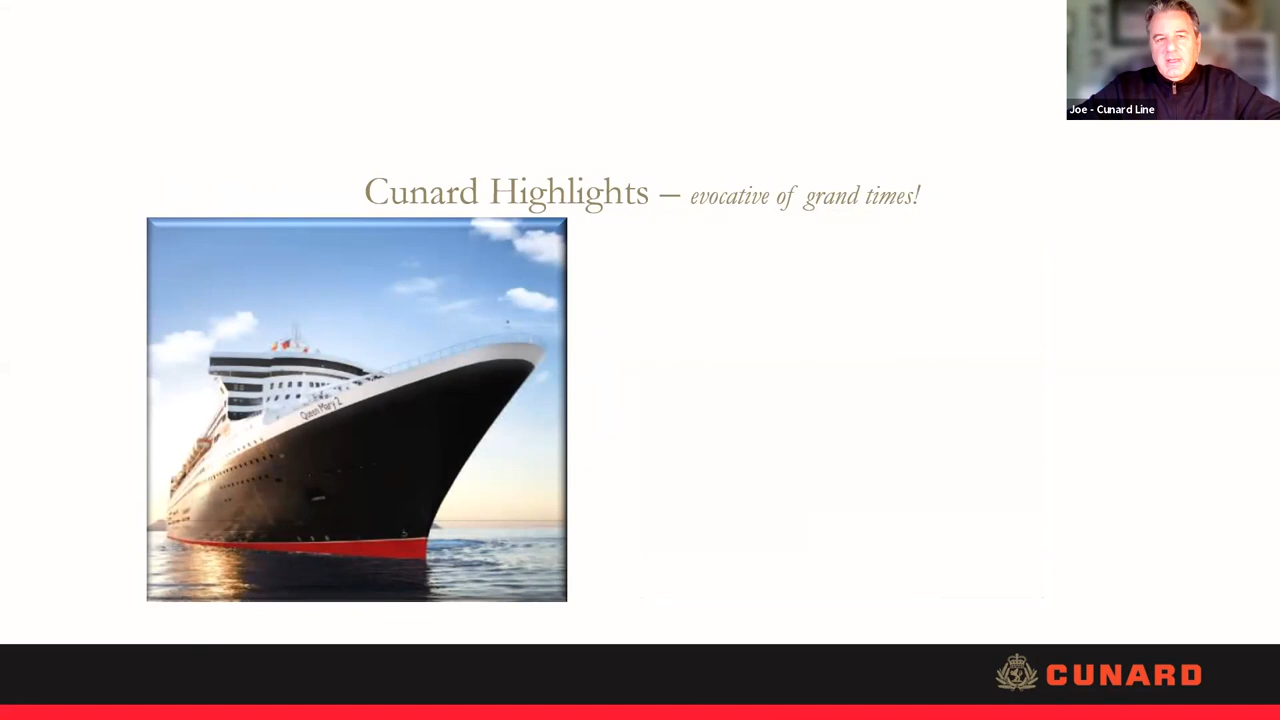 Joe - Cunard Line
Cunard Highlights – evocative of grand times!
Queen Mary 2
CUNARD